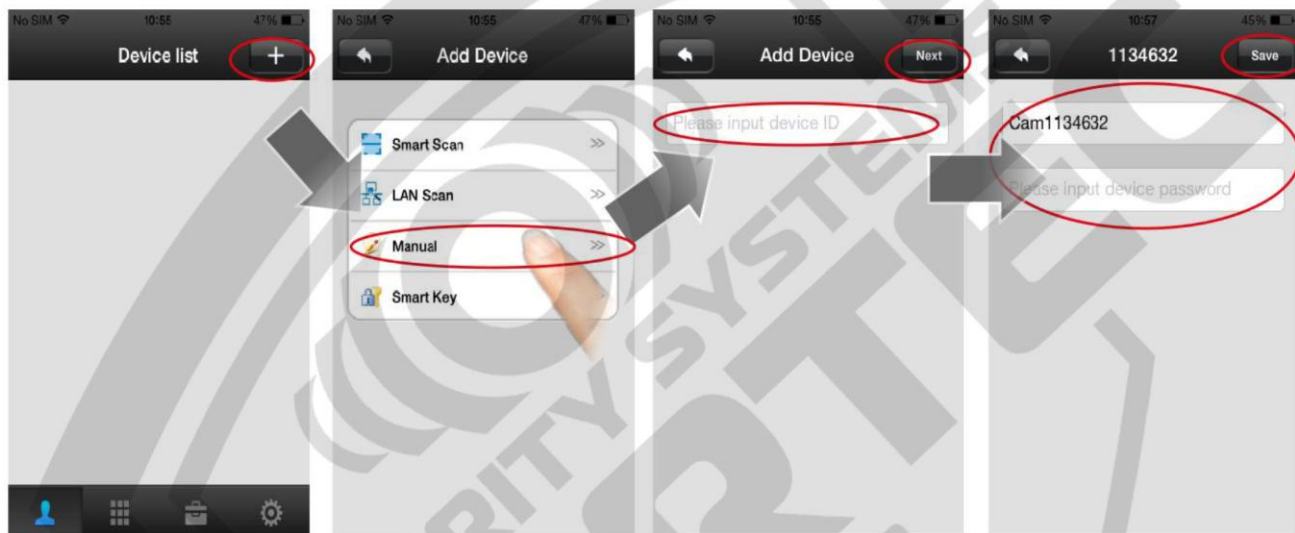 No SIM 10:55 47%
Device list +
No SIM 10:55 47%
Add Device
Smart Scan
LAN Scan
Manual
Smart Key
No SIM 10:55 47%
Add Device Next
Please input device ID
No SIM 10:57 45%
1134632 Save
Cam1134632
Please input device password